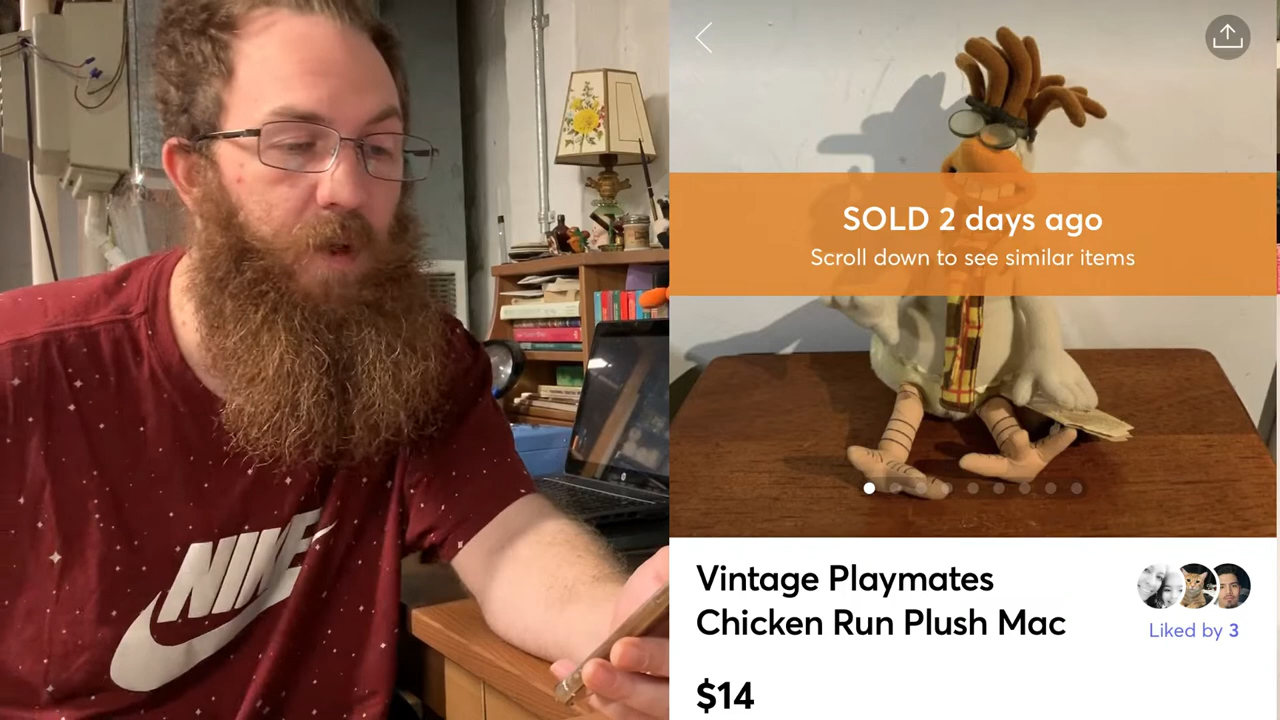 NIKE
SOLD 2 days ago
Scroll down to see similar items
Vintage Playmates
Chicken Run Plush Mac
Liked by 3
$14